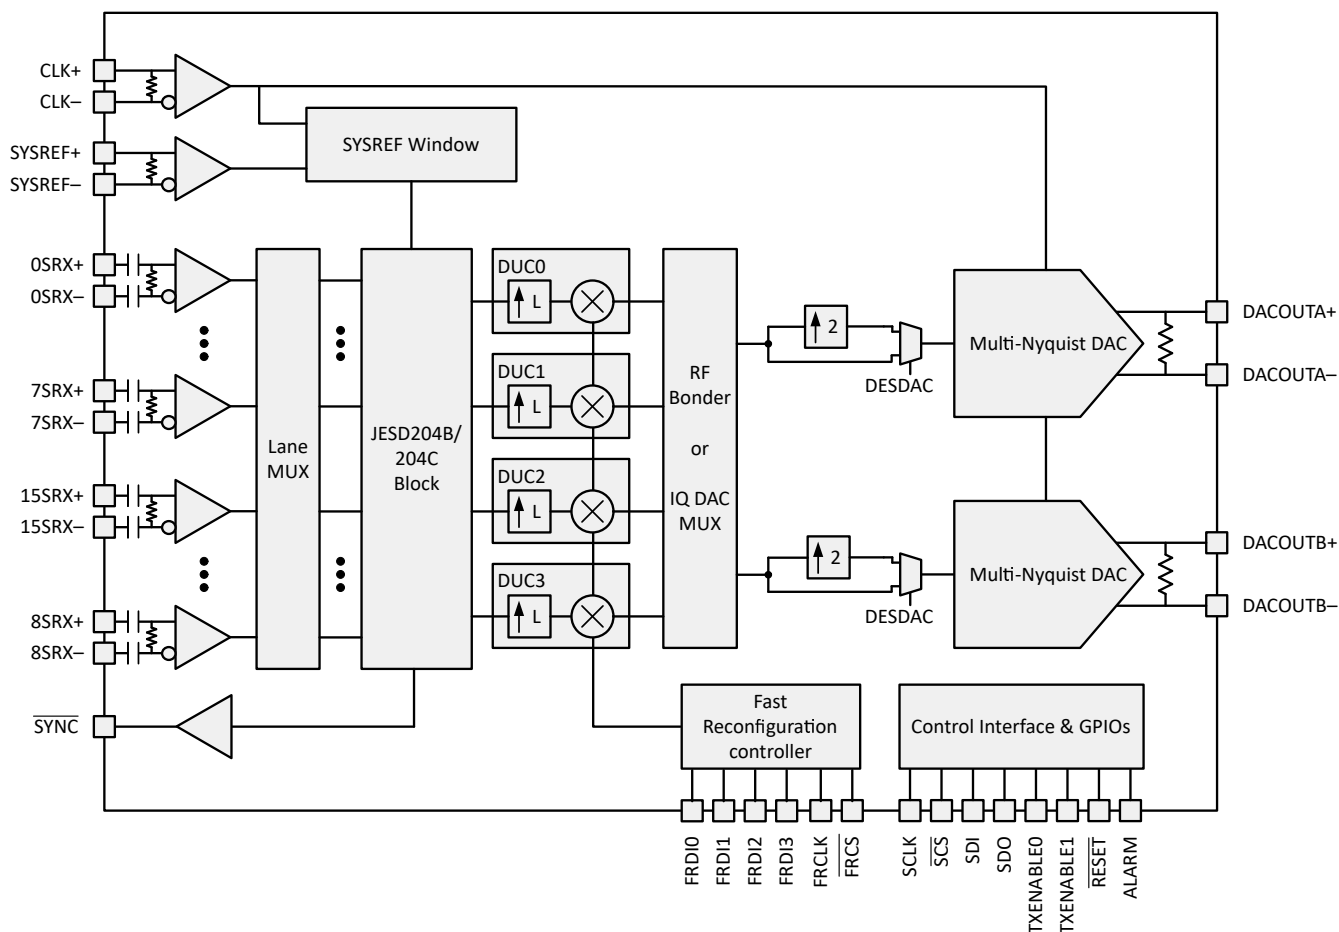 CLK+
CLK–
SYSREF+
SYSREF–
SYSREF Window
0SRX+
0SRX–
7SRX+
7SRX–
15SRX+
15SRX–
8SRX+
8SRX–
SYNC
Lane
MUX
JESD204B/
204C
Block
DUC0
L
DUC1
L
DUC2
L
DUC3
L
RF
Bonder
or
IQ DAC
MUX
2
DESDAC
Multi-Nyquist DAC
DACOUTA+
DACOUTA–
2
DESDAC
Multi-Nyquist DAC
DACOUTB+
DACOUTB–
Fast
Reconfiguration
controller
Control Interface & GPIOs
FRDI0
FRDI1
FRDI2
FRDI3
FRCLK
FRCS
SCLK
SCS
SDI
SDO
TXENABLE0
TXENABLE1
RESET
ALARM